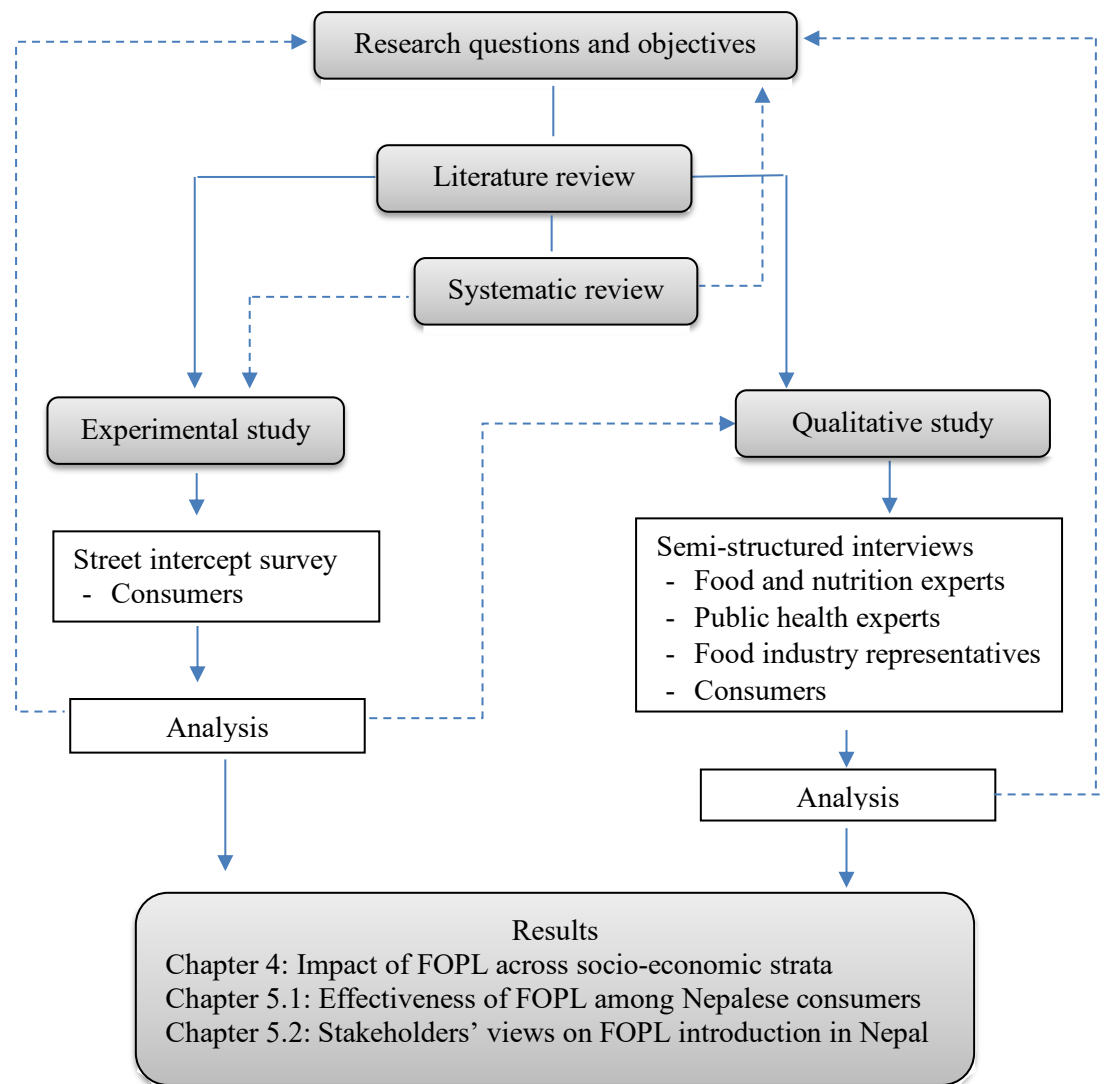 Research questions and objectives
Literature review
Systematic review
Experimental study
Qualitative study
Street intercept survey
- Consumers
Semi-structured interviews
- Food and nutrition experts
- Public health experts
- Food industry representatives
- Consumers
Analysis
Analysis
Results
Chapter 4: Impact of FOPL across socio-economic strata
Chapter 5.1: Effectiveness of FOPL among Nepalese consumers
Chapter 5.2: Stakeholders’ views on FOPL introduction in Nepal